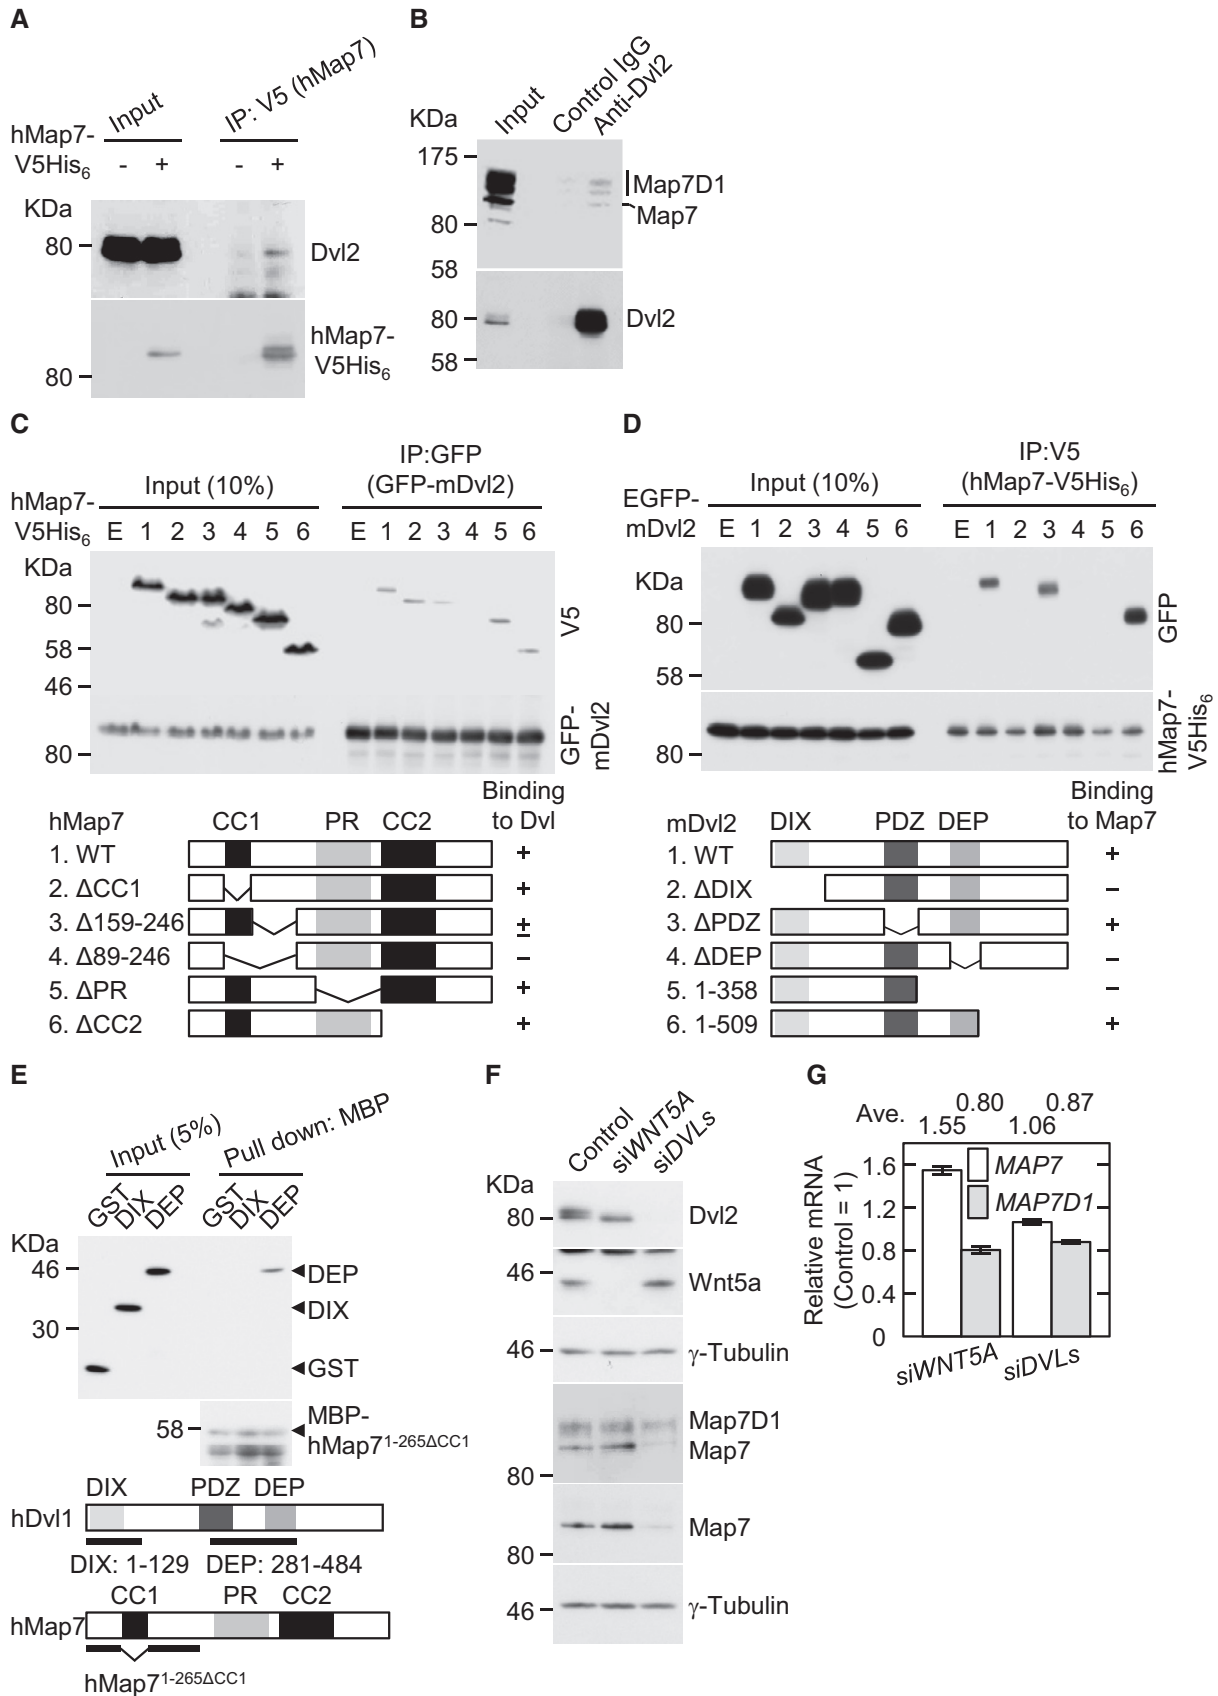 A
Input
IP: V5 (hMap7)
hMap7-
V5His6
- + - +
KDa
80
Dvl2
hMap7-
V5His6
80
B
Input
Control IgG
Anti-Dvl2
KDa
175
Map7D1
Map7
80
58
80
Dvl2
58
C
IP:GFP
Input (10%)
(GFP-mDvl2)
hMap7-
V5His6
E 1 2 3 4 5 6 E 1 2 3 4 5 6
KDa
80
58
46
V5
80
GFP-
mDvl2
Binding
hMap7 CC1 PR CC2 to Dvl
1. WT +
2. ΔCC1 +
3. Δ159-246 ±
4. Δ89-246 −
5. ΔPR +
6. ΔCC2 +
D
IP:V5
Input (10%)
(hMap7-V5His6)
EGFP-
mDvl2
E 1 2 3 4 5 6 E 1 2 3 4 5 6
KDa
80
58
GFP
80
hMap7-
V5His6
Binding
mDvl2 DIX PDZ DEP to Map7
1. WT +
2. ΔDIX −
3. ΔPDZ +
4. ΔDEP −
5. 1-358 −
6. 1-509 +
E
Input (5%)
Pull down: MBP
GST DIX DEP GST DIX DEP
KDa
46
DEP
DIX
30
GST
58
MBP-
hMap71-265ΔCC1
DIX PDZ DEP
hDvl1
DIX: 1-129 DEP: 281-484
CC1 PR CC2
hMap7
hMap71-265ΔCC1
F
Control
siWNT5A
siDVLs
KDa
80
Dvl2
46
Wnt5a
46
γ-Tubulin
Map7D1
Map7
80
Map7
80
46
γ-Tubulin
G
Ave.
1.55 0.80 1.06 0.87
Relative mRNA
(Control = 1)
1.6
1.2
0.8
0.4
0
MAP7
MAP7D1
siWNT5A siDVLs